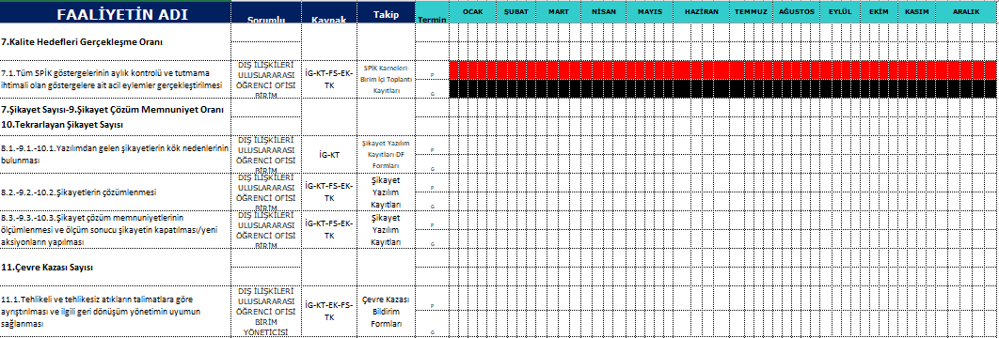 FAALİYETİN ADI Sorumlu Kaynak Takip Termin OCAK ŞUBAT MART NİSAN MAYIS HAZİRAN TEMMUZ AĞUSTOS EYLÜL EKİM KASIM ARALIK
7.Kalite Hedefleri Gerçekleşme Oranı
7.1.Tüm SPİK göstergelerinin aylık kontrolü ve tutmama
ihtimali olan göstergelere ait acil eylemler gerçekleştirilmesi
DIŞ İLİŞKİLERİ
ULUSLARARASI
ÖĞRENCİ OFİSİ
BİRİM
İG-KT-FS-EK-
TK
SPİK Karneleri-
Birim İçi Toplantı
Kayıtları
P
G
7.Şikayet Sayısı-9.Şikayet Çözüm Memnuniyet Oranı
10.Tekrarlayan Şikayet Sayısı
8.1.-9.1.-10.1.Yazılımdan gelen şikayetlerin kök nedenlerinin
bulunması
DIŞ İLİŞKİLERİ
ULUSLARARASI
ÖĞRENCİ OFİSİ
BİRİM
İG-KT
Şikayet Yazılım
Kayıtları-DF
Formları
P
G
8.2.-9.2.-10.2.Şikayetlerin çözümlenmesi
DIŞ İLİŞKİLERİ
ULUSLARARASI
ÖĞRENCİ OFİSİ
BİRİM
İG-KT-FS-EK-
TK
Şikayet
Yazılım
Kayıtları
P
G
8.3.-9.3.-10.3.Şikayet çözüm memnuniyetlerinin
ölçümlenmesi ve ölçüm sonucu şikayetin kapatılması/yeni
aksiyonların yapılması
DIŞ İLİŞKİLERİ
ULUSLARARASI
ÖĞRENCİ OFİSİ
BİRİM
İG-KT-FS-EK-
TK
Şikayet
Yazılım
Kayıtları
P
G
11.Çevre Kazası Sayısı
11.1.Tehlikeli ve tehlikesiz atıkların talimatlara göre
ayrıştırılması ve ilgili geri dönüşüm yönetimin uyumun
sağlanması
DIŞ İLİŞKİLERİ
ULUSLARARASI
ÖĞRENCİ OFİSİ
BİRİM
YÖNETİCİSİ
İG-KT-EK-FS-
TK
Çevre Kazası
Bildirim
Formları
P
G